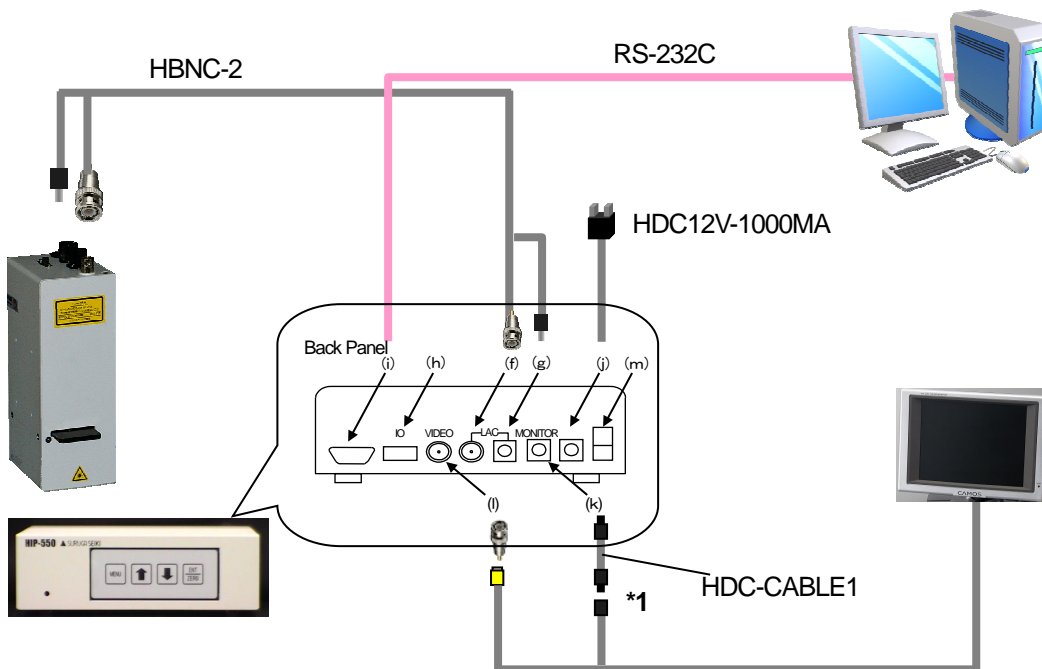 RS-232C
HBNC-2
HDC12V-1000MA
Back Panel
(i)
(h)
(f)
(g)
(j)
(m)
IO
VIDEO
LAC
MONITOR
(l)
(k)
CAMOS
HIP-550 ▲ SURUGA SEIKI
MENU
EXT
ZERO
*1
HDC-CABLE1